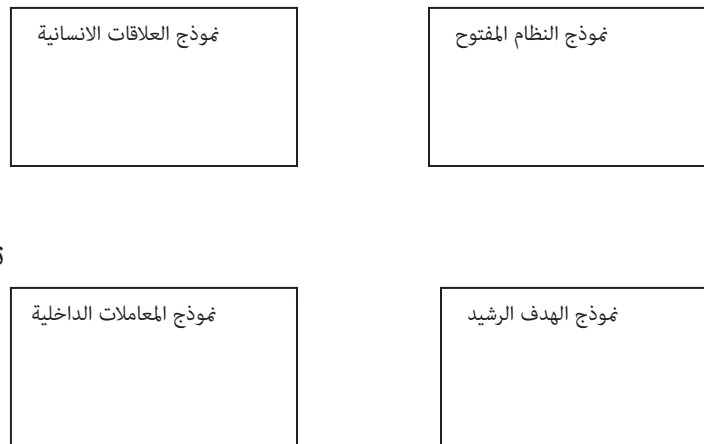 نموذج النظام المفتوح
نموذج العلاقات الانسانية
نموذج الهدف الرشيد
نموذج المعاملات الداخلية